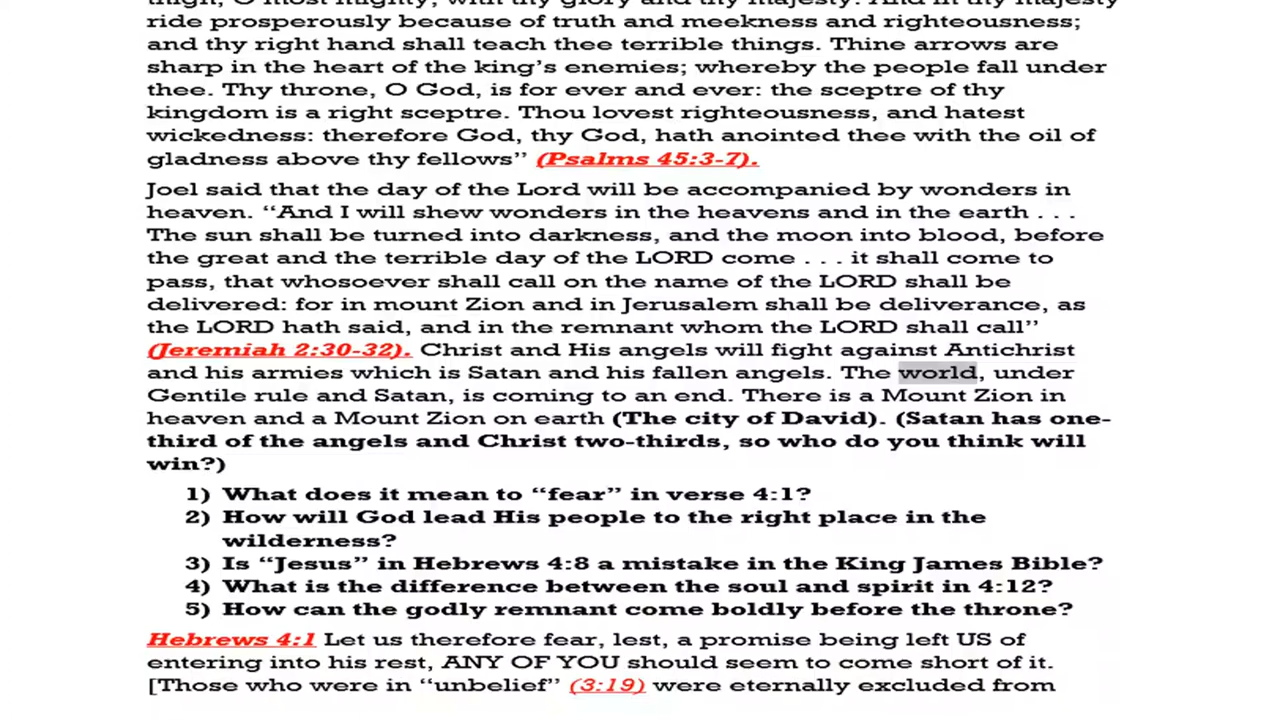 thigh, O most mighty, with thy glory and thy majesty. And in thy majesty
ride prosperously because of truth and meekness and righteousness;
and thy right hand shall teach thee terrible things. Thine arrows are
sharp in the heart of the king’s enemies; whereby the people fall under
thee. Thy throne, O God, is for ever and ever: the sceptre of thy
kingdom is a right sceptre. Thou lovest righteousness, and hatest
wickedness: therefore God, thy God, hath anointed thee with the oil of
gladness above thy fellows” (Psalms 45:3-7).
Joel said that the day of the Lord will be accompanied by wonders in
heaven. “And I will shew wonders in the heavens and in the earth . . .
The sun shall be turned into darkness, and the moon into blood, before
the great and the terrible day of the LORD come . . . it shall come to
pass, that whosoever shall call on the name of the LORD shall be
delivered: for in mount Zion and in Jerusalem shall be deliverance, as
the LORD hath said, and in the remnant whom the LORD shall call”
(Jeremiah 2:30-32). Christ and His angels will fight against Antichrist
and his armies which is Satan and his fallen angels. The world, under
Gentile rule and Satan, is coming to an end. There is a Mount Zion in
heaven and a Mount Zion on earth (The city of David). (Satan has one-
third of the angels and Christ two-thirds, so who do you think will
win?)
1) What does it mean to “fear” in verse 4:1?
2) How will God lead His people to the right place in the
wilderness?
3) Is “Jesus” in Hebrews 4:8 a mistake in the King James Bible?
4) What is the difference between the soul and spirit in 4:12?
5) How can the godly remnant come boldly before the throne?
Hebrews 4:1 Let us therefore fear, lest, a promise being left US of
entering into his rest, ANY OF YOU should seem to come short of it.
[Those who were in “unbelief” (3:19) were eternally excluded from